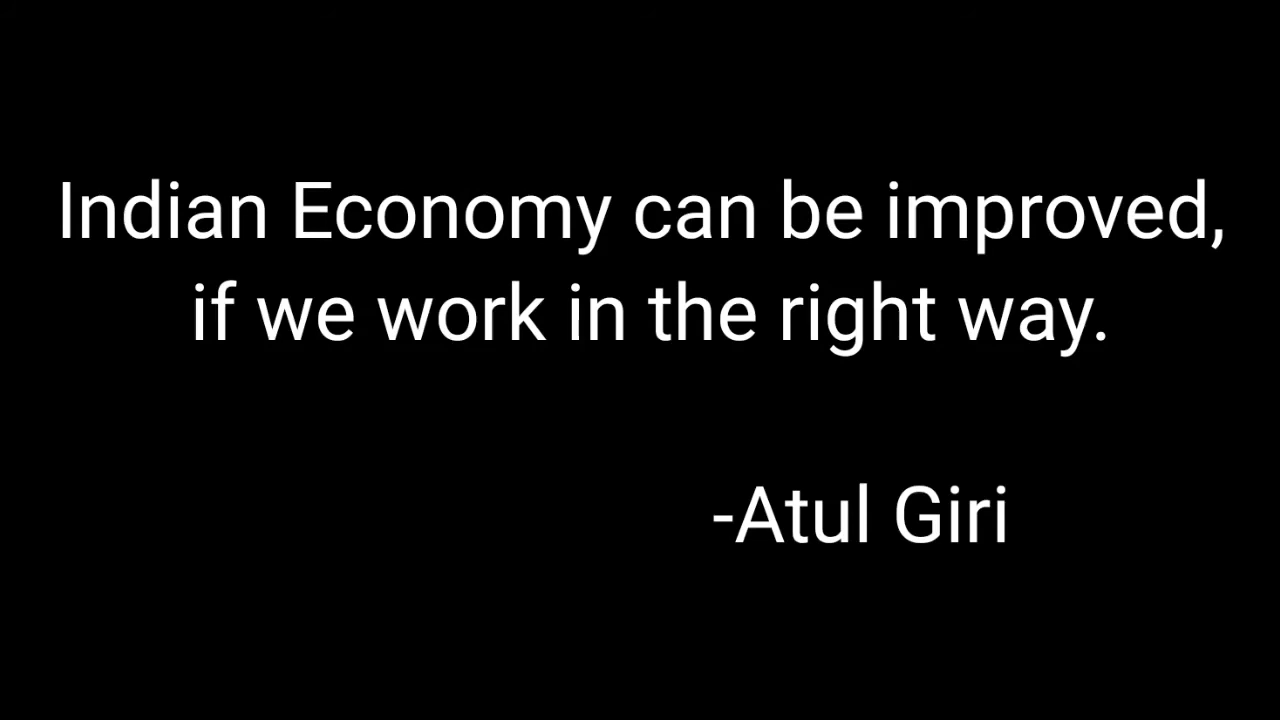 Indian Economy can be improved,
if we work in the right way.
-Atul Giri